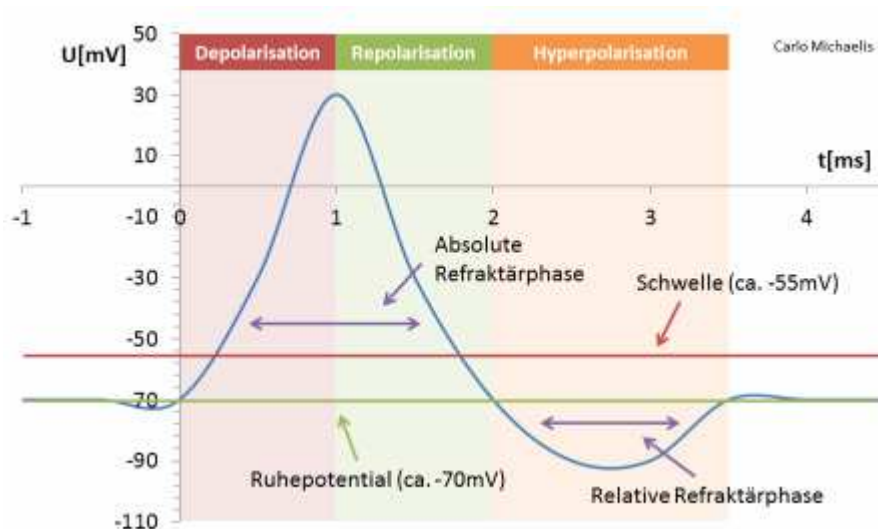 50
U[mV]
Depolarisation
Repolarisation
Hyperpolarisation
Carlo Michaelis
30
10
t[ms]
-1
0
1
2
3
4
-10
Absolute
Refraktärphase
-30
Schwelle (ca. -55mV)
-50
-70
-90
Ruhepotential (ca. -70mV)
Relative Refraktärphase
-110